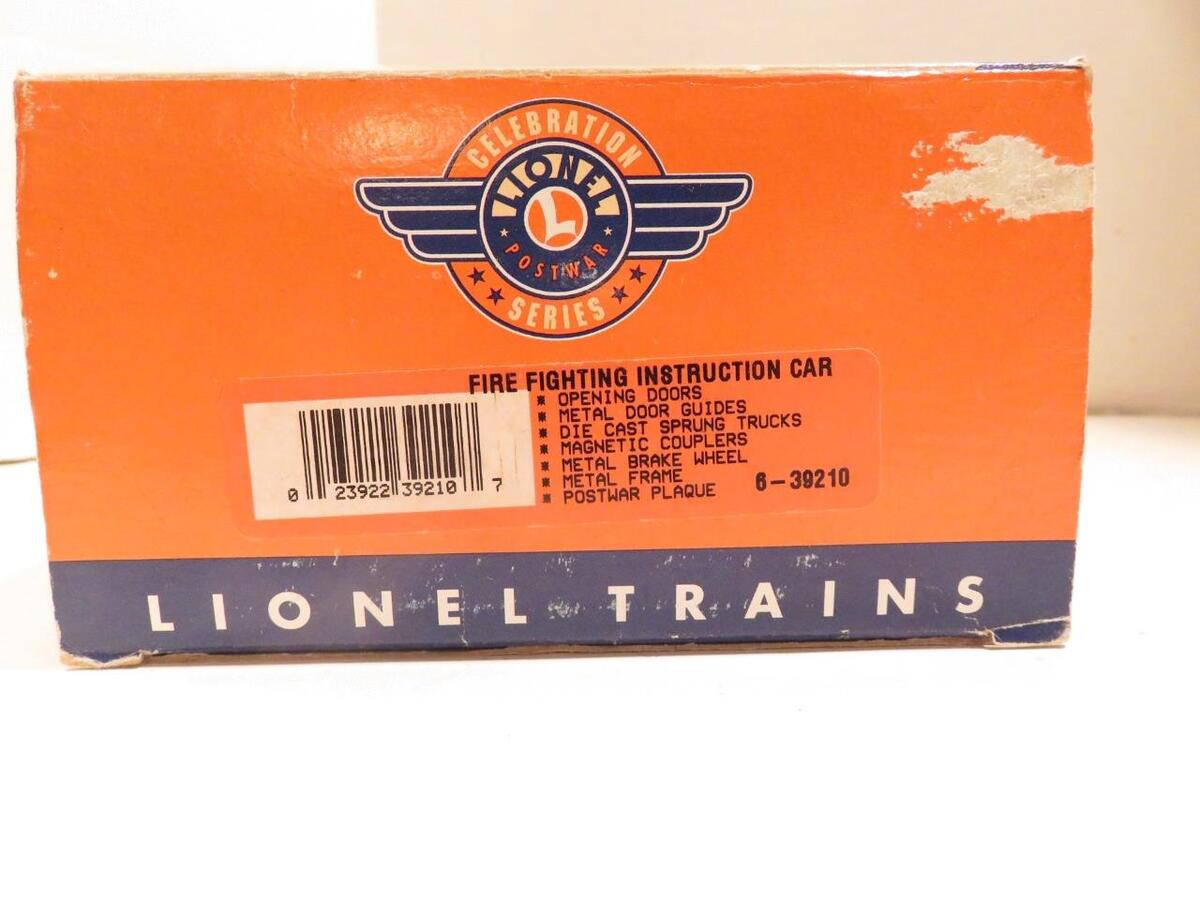 CELEBRATION
LIONEL
L
POSTWAR
SERIES
FIRE FIGHTING INSTRUCTION CAR
* OPENING DOORS
* METAL DOOR GUIDES
* DIE CAST SPRUNG TRUCKS
* MAGNETIC COUPLERS
* METAL BRAKE WHEEL
* METAL FRAME
* POSTWAR PLAQUE
6-39210
0 23922 39210 7
LIONEL TRAINS